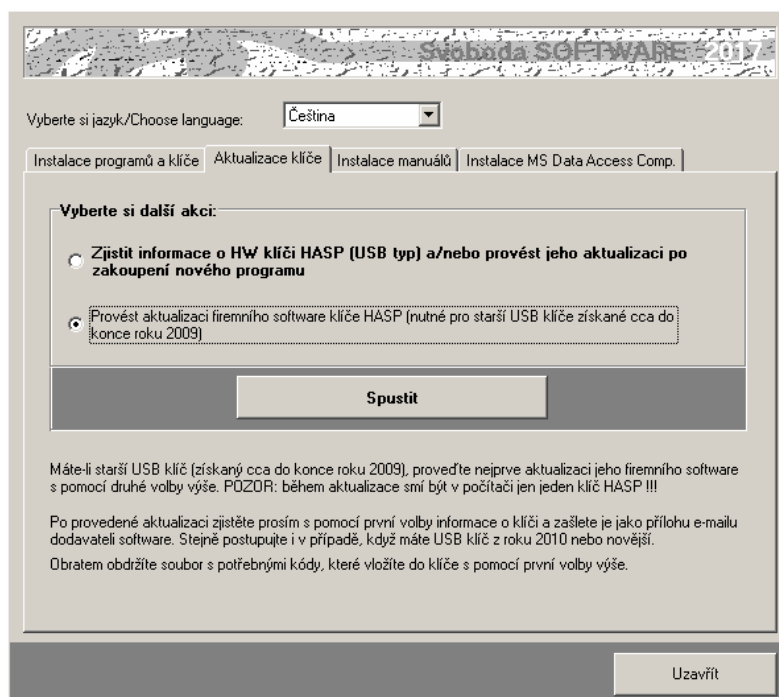 Svoboda SOFTWARE 2017
Vyberte si jazyk/Choose language: Čeština
Instalace programů a klíče Aktualizace klíče Instalace manuálů Instalace MS Data Access Comp.
Vyberte si další akci:
Zjistit informace o HW klíči HASP (USB typ) a/nebo provést jeho aktualizaci po
zakoupení nového programu
Provést aktualizaci firemního software klíče HASP (nutné pro starší USB klíče získané cca do
konce roku 2009)
Spustit
Máte-li starší USB klíč (získaný cca do konce roku 2009), proveďte nejprve aktualizaci jeho firemního software
s pomocí druhé volby výše. POZOR: během aktualizace smí být v počítači jen jeden klíč HASP !!!
Po provedené aktualizaci zjistěte prosím s pomocí první volby informace o klíči a zašlete je jako přílohu e-mailu
dodavateli software. Stejně postupujte i v případě, když máte USB klíč z roku 2010 nebo novější.
Obratem obdržíte soubor s potřebnými kódy, které vložíte do klíče s pomocí první volby výše.
Uzavřít